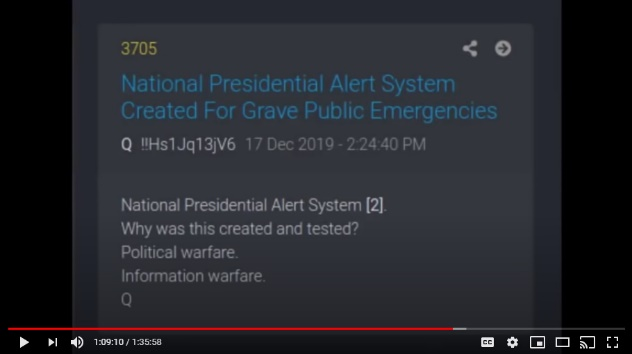 3705
National Presidential Alert System
Created For Grave Public Emergencies
Q !!Hs1Jq13jV6 17 Dec 2019 - 2:24:40 PM
National Presidential Alert System [2].
Why was this created and tested?
Political warfare.
Information warfare.
Q
1:09:10 / 1:35:58
CC